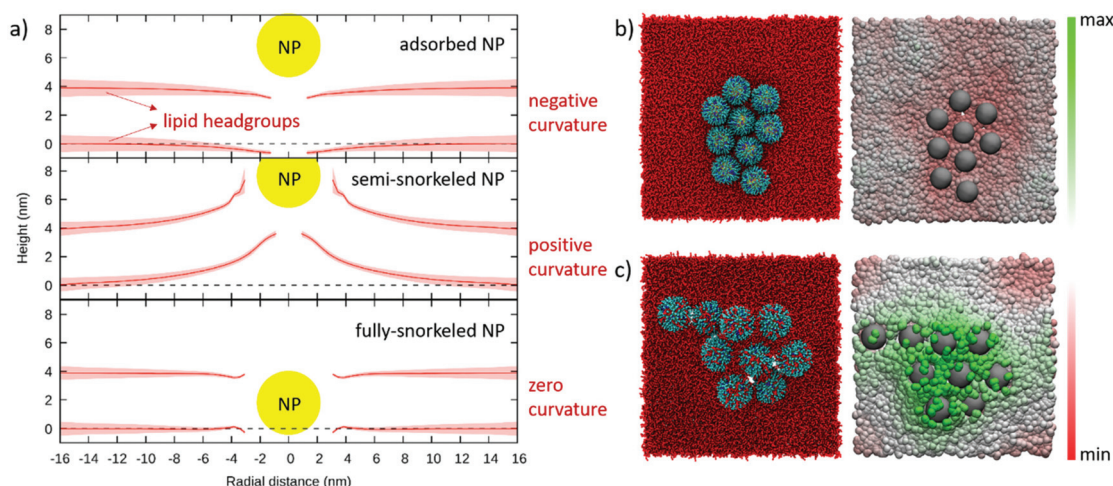 a)
8
6
4
2
0
NP
adsorbed NP
lipid headgroups
negative
curvature
8
6
4
2
0
NP
semi-snorkeled NP
positive
curvature
8
6
4
2
0
NP
fully-snorkeled NP
zero
curvature
Height (nm)
-16 -14 -12 -10 -8 -6 -4 -2 0 2 4 6 8 10 12 14 16
Radial distance (nm)
b)
max
c)
min